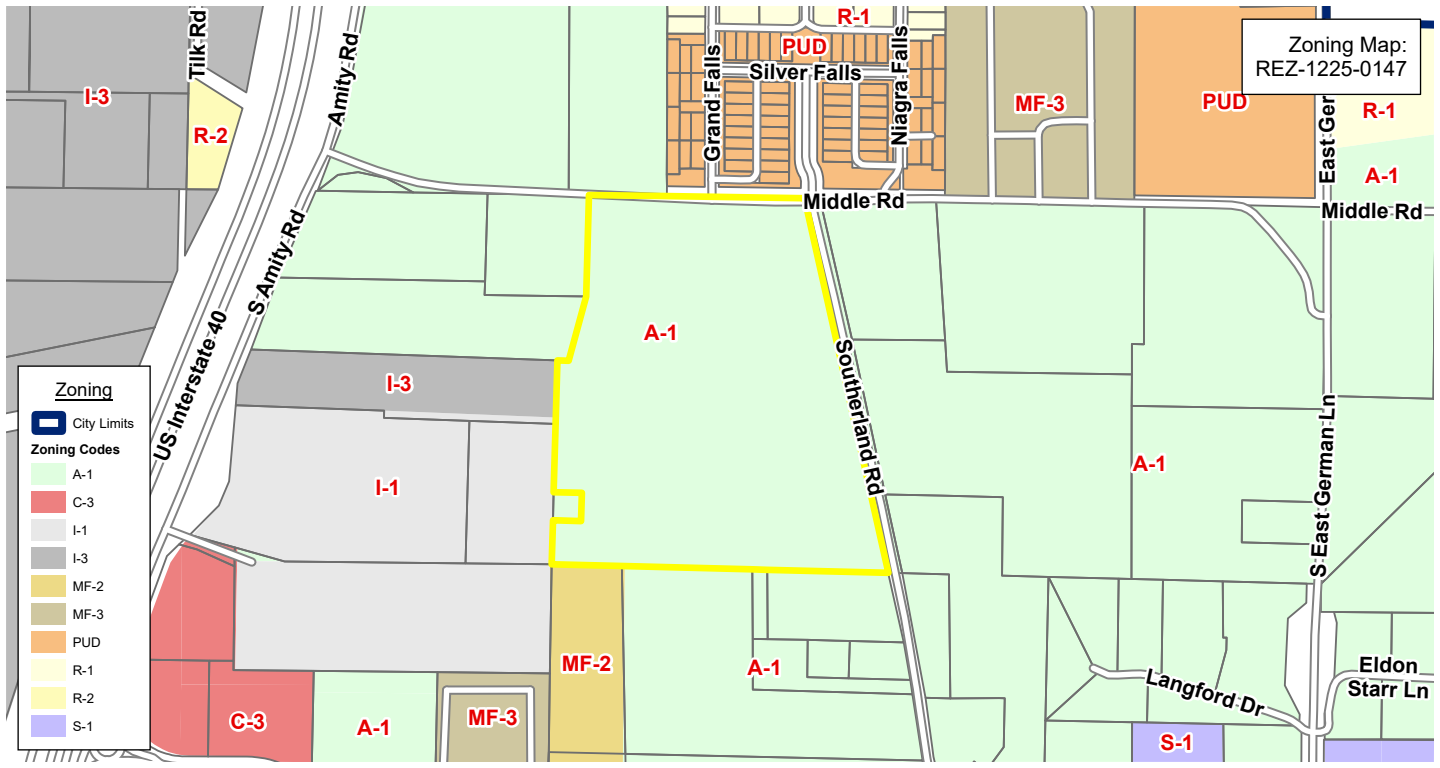 Zoning Map:
REZ-1225-0147
Tilk Rd
I-3
R-2
Amity Rd
S Amity Rd
US Interstate 40
R-1
PUD
Silver Falls
Grand Falls
Niagra Falls
MF-3
PUD
R-1
East Ger
A-1
Middle Rd
Middle Rd
A-1
I-3
I-1
Southerland Rd
A-1
S East German Ln
MF-2
A-1
C-3
A-1
MF-3
Langford Dr
Eldon
Starr Ln
S-1
Zoning
City Limits
Zoning Codes
A-1
C-3
I-1
I-3
MF-2
MF-3
PUD
R-1
R-2
S-1